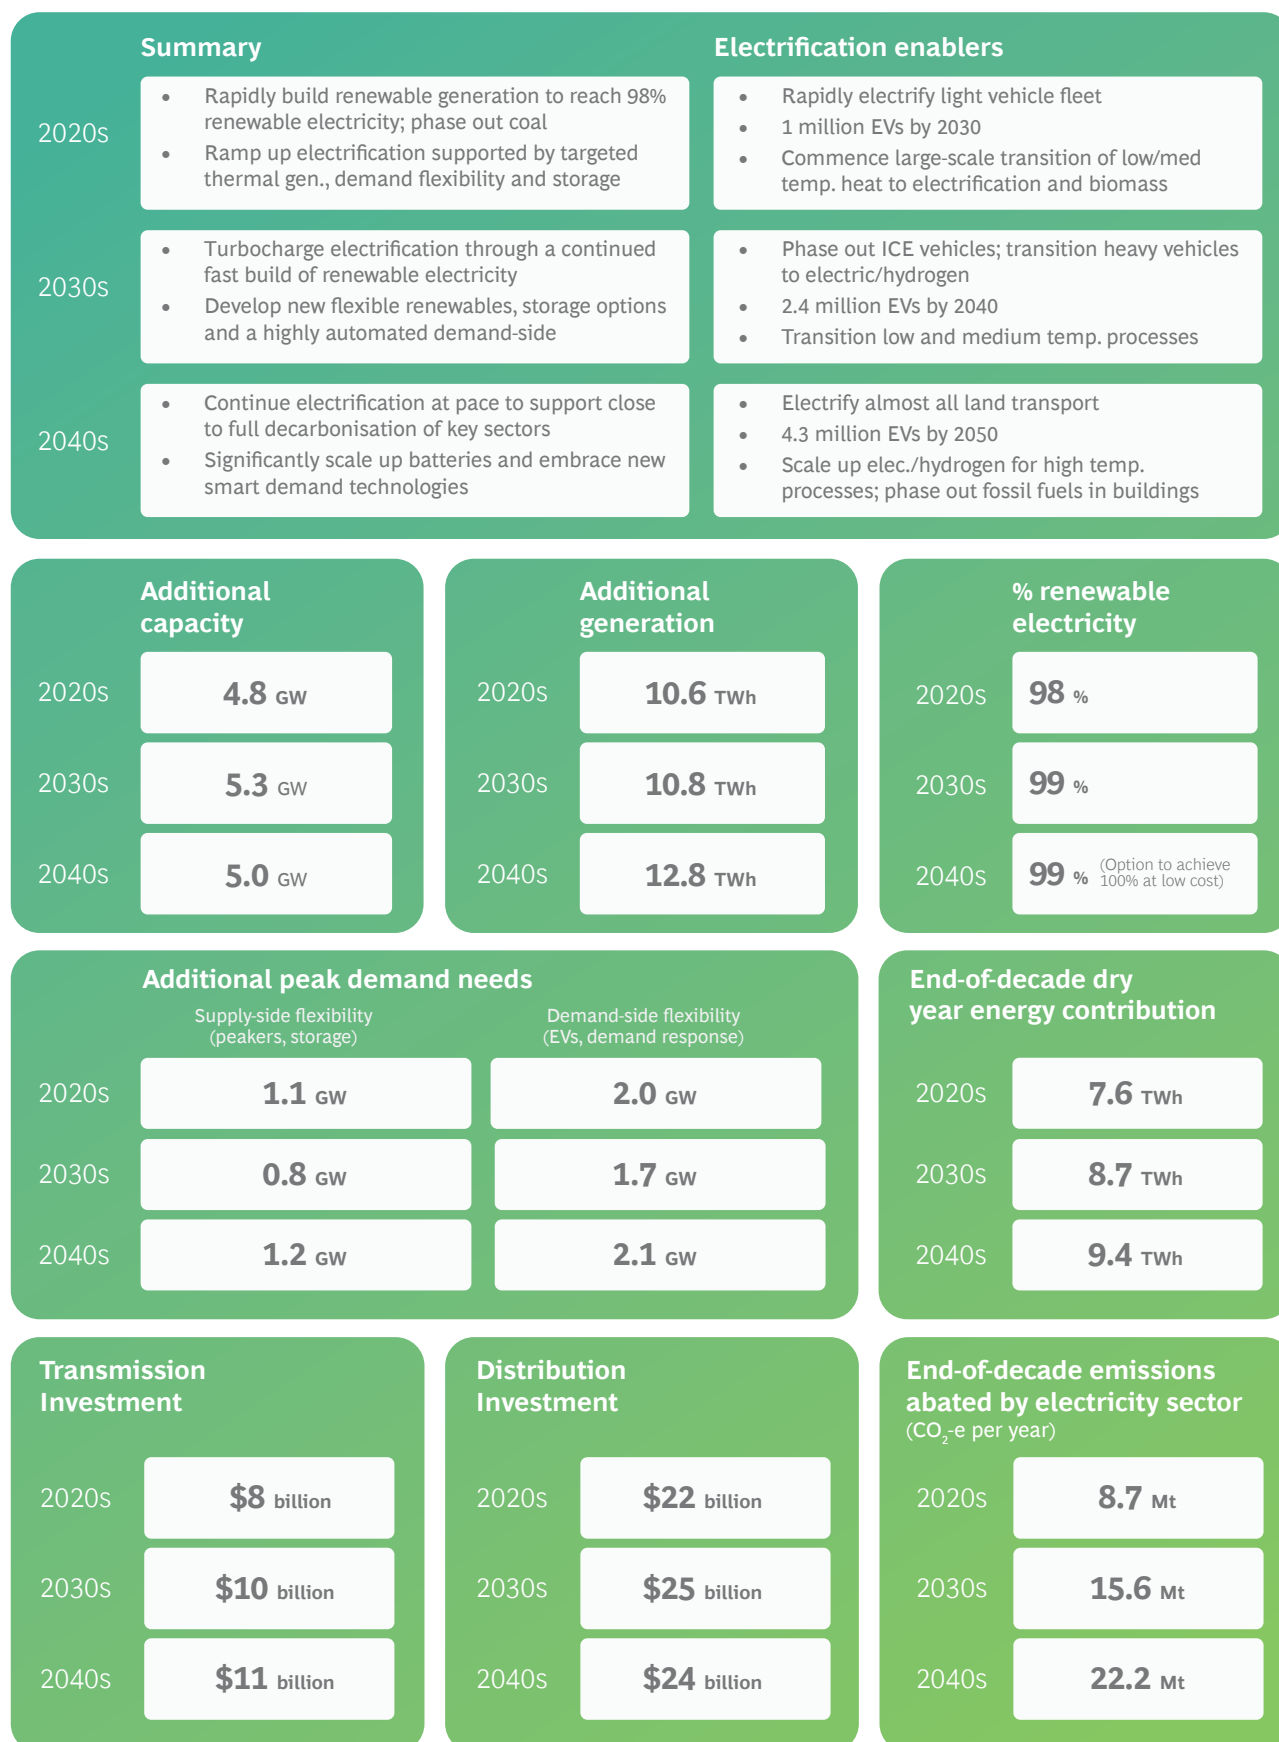 Summary
Electrification enablers
2020s
• Rapidly build renewable generation to reach 98%
renewable electricity; phase out coal
• Ramp up electrification supported by targeted
thermal gen., demand flexibility and storage
• Rapidly electrify light vehicle fleet
• 1 million EVs by 2030
• Commence large-scale transition of low/med
temp. heat to electrification and biomass
2030s
• Turbocharge electrification through a continued
fast build of renewable electricity
• Develop new flexible renewables, storage options
and a highly automated demand-side
• Phase out ICE vehicles; transition heavy vehicles
to electric/hydrogen
• 2.4 million EVs by 2040
• Transition low and medium temp. processes
2040s
• Continue electrification at pace to support close
to full decarbonisation of key sectors
• Significantly scale up batteries and embrace new
smart demand technologies
• Electrify almost all land transport
• 4.3 million EVs by 2050
• Scale up elec./hydrogen for high temp.
processes; phase out fossil fuels in buildings
Additional
capacity
2020s 4.8 GW
2030s 5.3 GW
2040s 5.0 GW
Additional
generation
2020s 10.6 TWh
2030s 10.8 TWh
2040s 12.8 TWh
% renewable
electricity
2020s 98 %
2030s 99 %
2040s 99 % (Option to achieve
100% at low cost)
Additional peak demand needs
Supply-side flexibility
(peakers, storage)
Demand-side flexibility
(EVs, demand response)
2020s 1.1 GW 2.0 GW
2030s 0.8 GW 1.7 GW
2040s 1.2 GW 2.1 GW
End-of-decade dry
year energy contribution
2020s 7.6 TWh
2030s 8.7 TWh
2040s 9.4 TWh
Transmission
Investment
2020s $8 billion
2030s $10 billion
2040s $11 billion
Distribution
Investment
2020s $22 billion
2030s $25 billion
2040s $24 billion
End-of-decade emissions
abated by electricity sector
(CO₂-e per year)
2020s 8.7 Mt
2030s 15.6 Mt
2040s 22.2 Mt